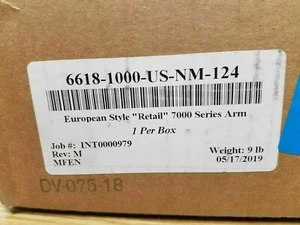 6618-1000-US-NM-124
European Style "Retail" 7000 Series Arm
1 Per Box
Job #: 1NT0000979
Weight: 9 lb
Rev: M
05/17/2019
MFEN
DV-075-18